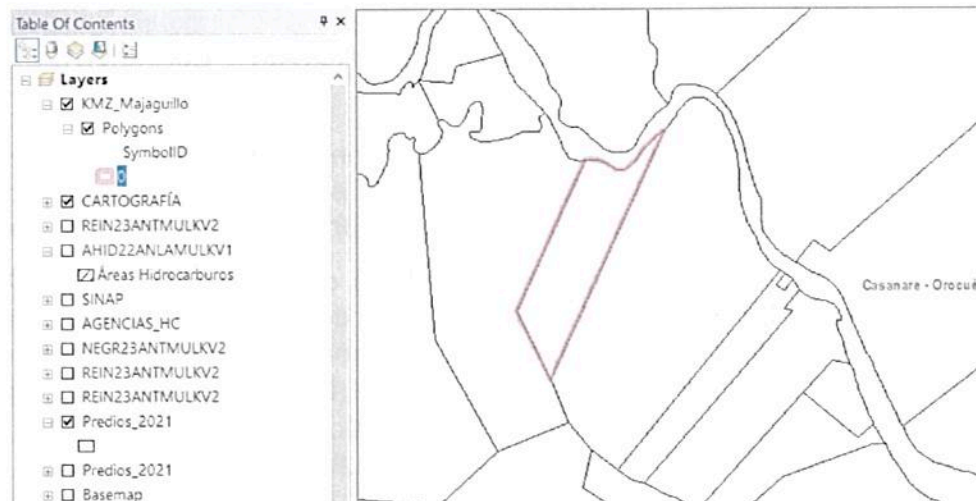 Table Of Contents
Layers
KMZ_Majaguillo
Polygons
SymbolID
0
CARTOGRAFÍA
REIN23ANTMULKV2
AHID22ANLAMULKV1
Áreas Hidrocarburos
SINAP
AGENCIAS_HC
NEGR23ANTMULKV2
REIN23ANTMULKV2
REIN23ANTMULKV2
Predios_2021
Predios_2021
Basemap
Casanare - Orocué